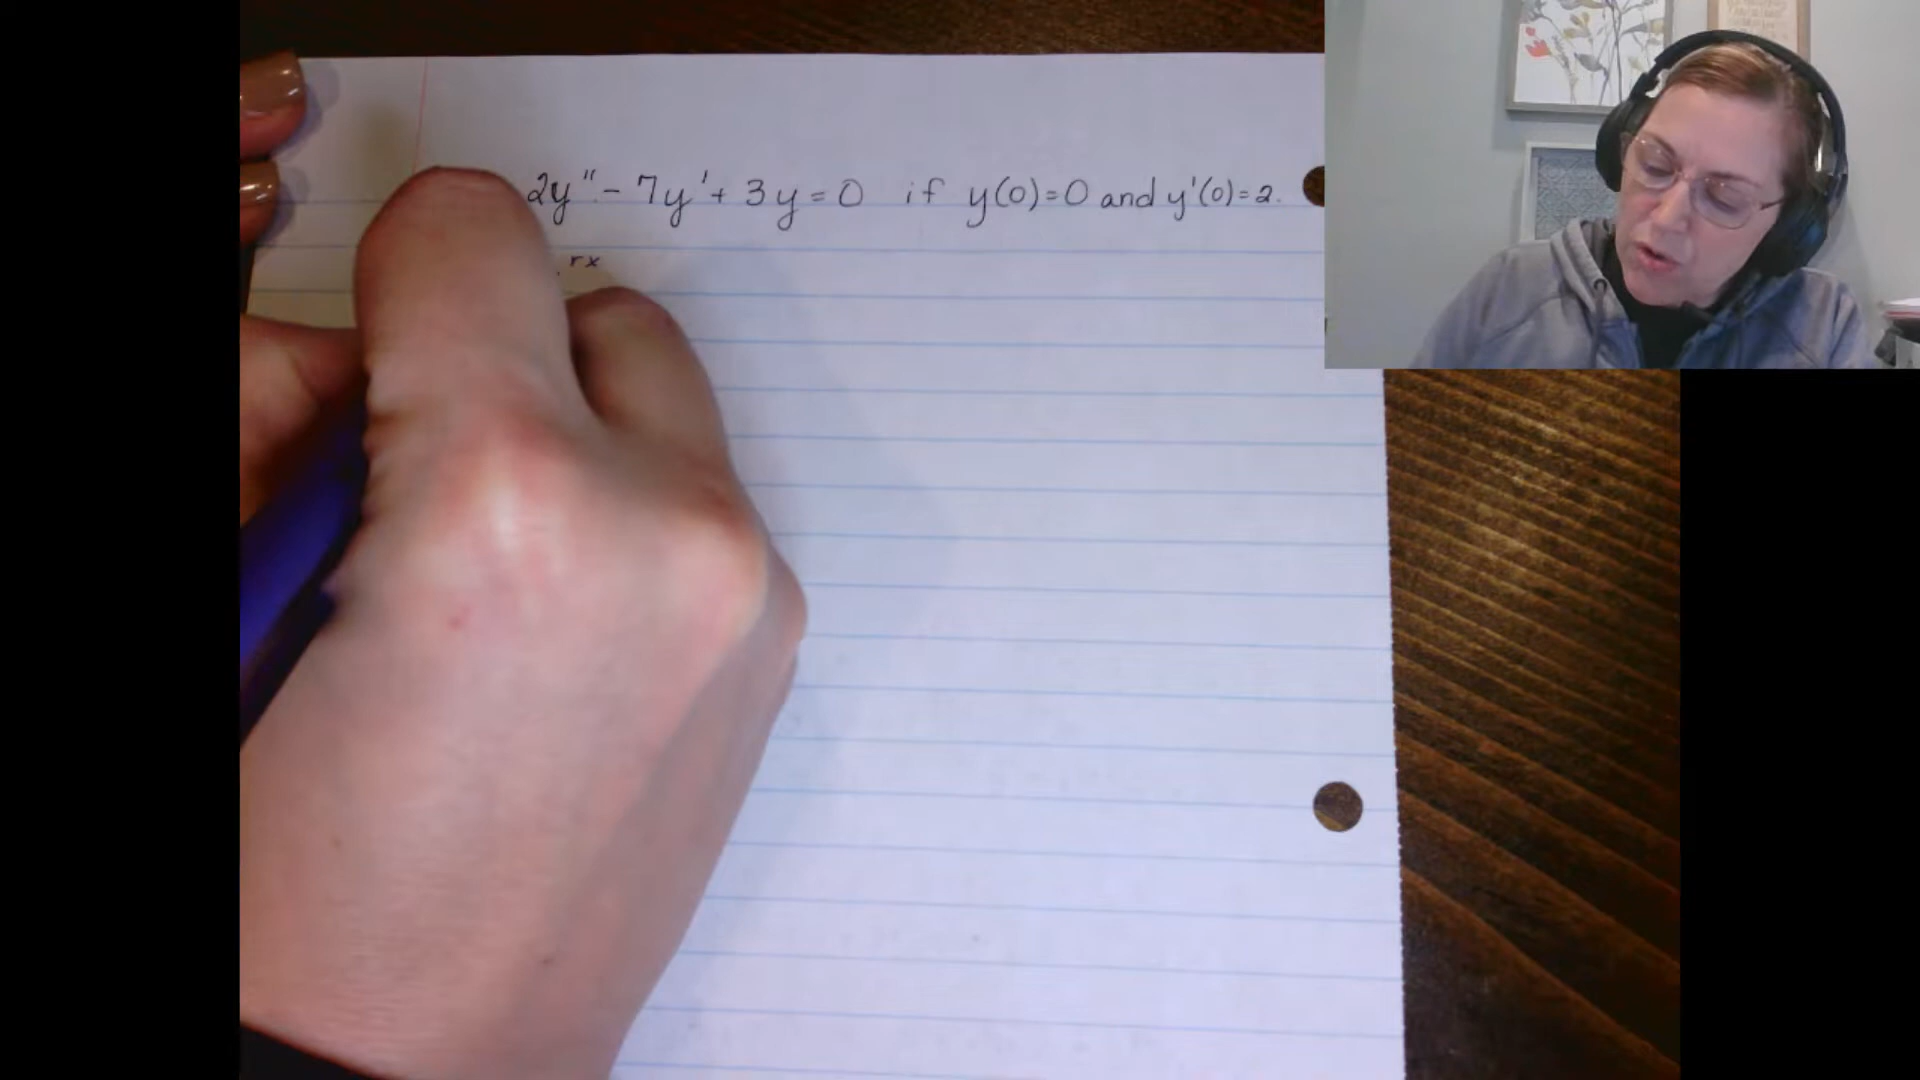 2y" - 7y' + 3y = 0 if y(0)=0 and y'(0)=2.
rx